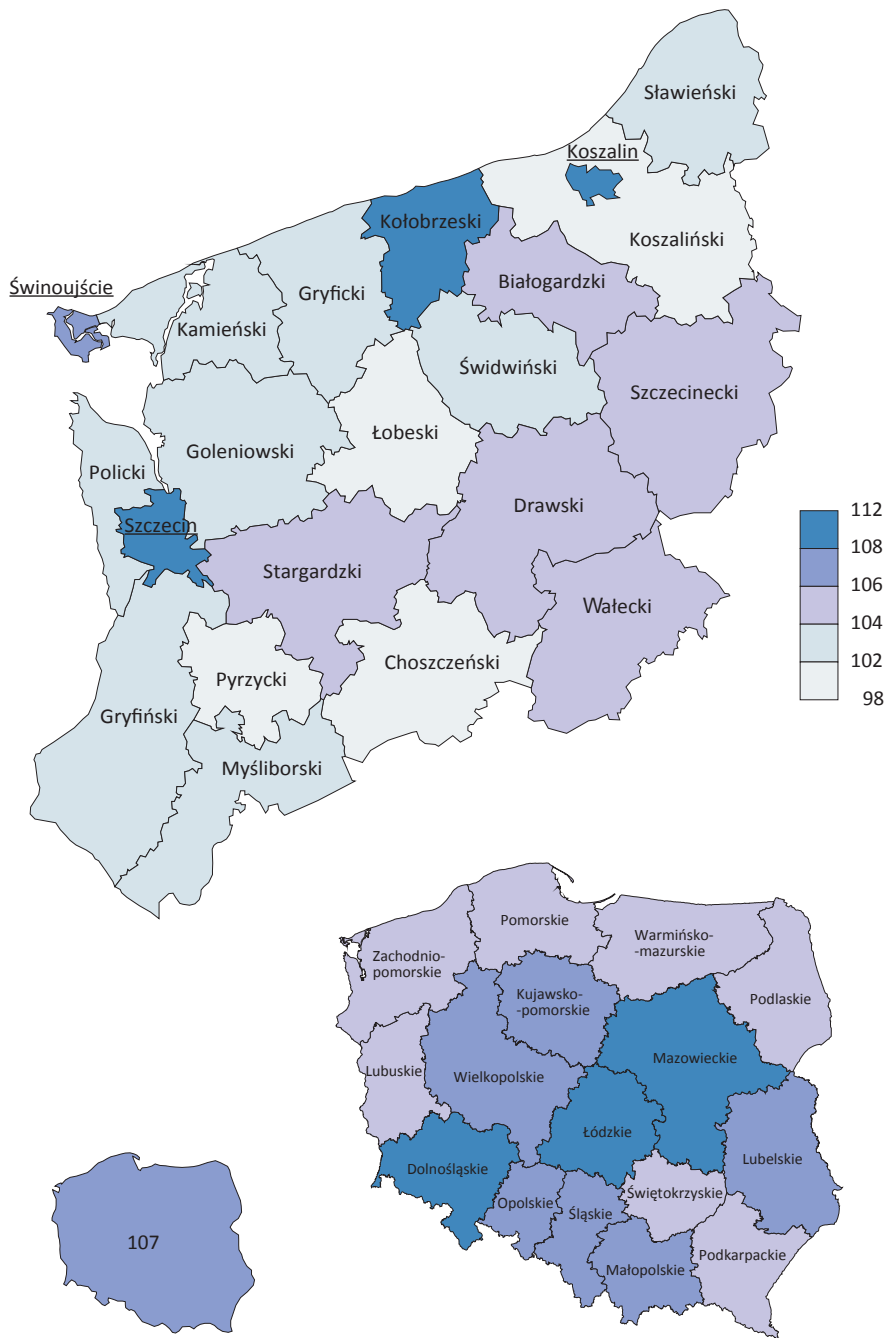 Sławieński
Koszalin
Kołobrzeski
Koszaliński
Białogardzki
Świnoujście
Gryficki
Kamieński
Świdwiński
Szczecinecki
Łobeski
Goleniowski
Policki
Drawski
Szczecin
Stargardzki
Wałecki
Choszczeński
Pyrzycki
Gryfiński
Myśliborski
112
108
106
104
102
98
Pomorskie
Warmińsko-
-mazurskie
Zachodnio-
pomorskie
Kujawsko-
-pomorskie
Podlaskie
Mazowieckie
Lubuskie
Wielkopolskie
Łódzkie
Lubelskie
Dolnośląskie
Świętokrzyskie
Opolskie
Śląskie
Podkarpackie
Małopolskie
107